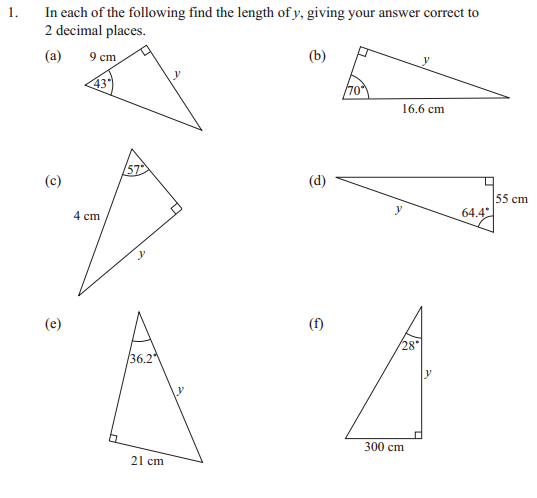 1. In each of the following find the length of y, giving your answer correct to
2 decimal places.
(a) 9 cm
43°
y
(b) y
70°
16.6 cm
(c) 57°
4 cm
y
(d) 55 cm
y
64.4°
(e) 36.2°
y
21 cm
(f) 28°
y
300 cm